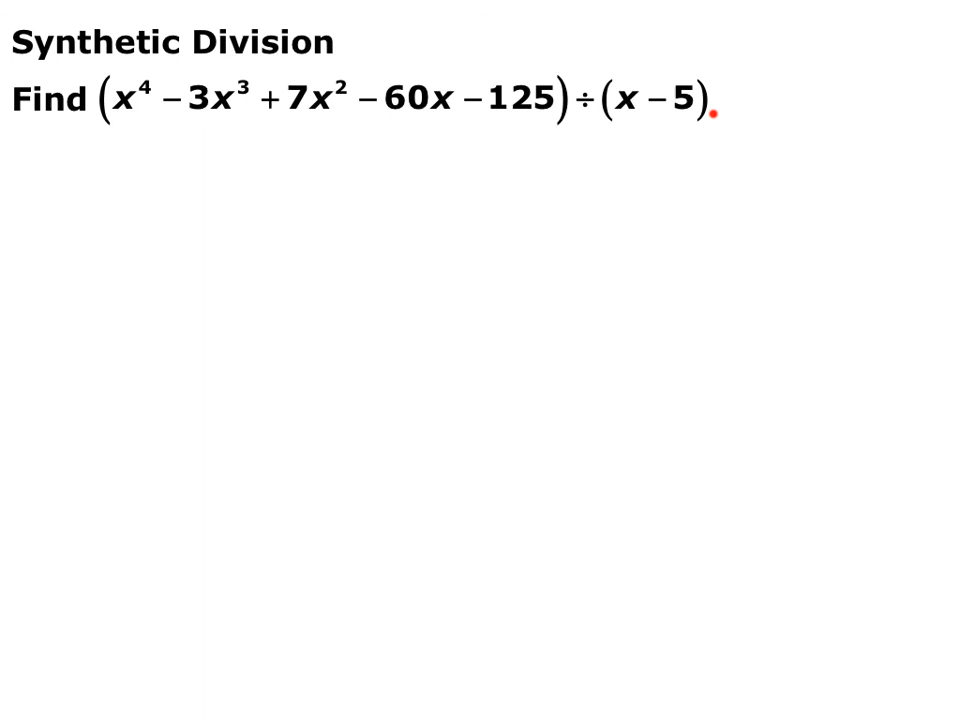 Synthetic Division
Find (x⁴ − 3x³ + 7x² − 60x − 125) ÷ (x − 5).